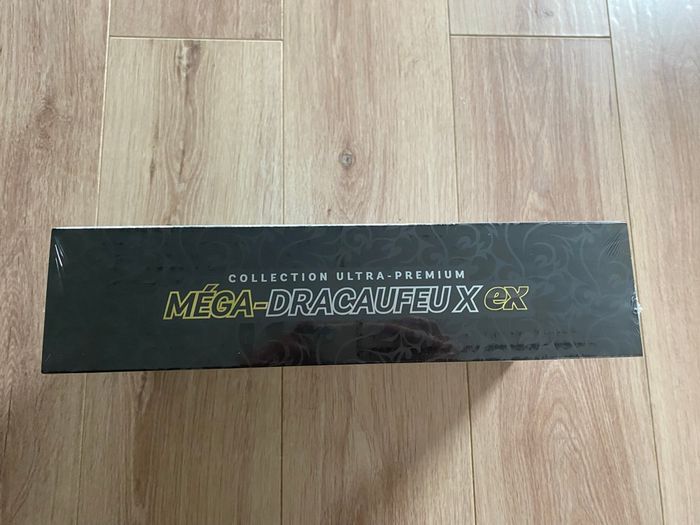 COLLECTION ULTRA-PREMIUM
MÉGA-DRACAUFEU X ex